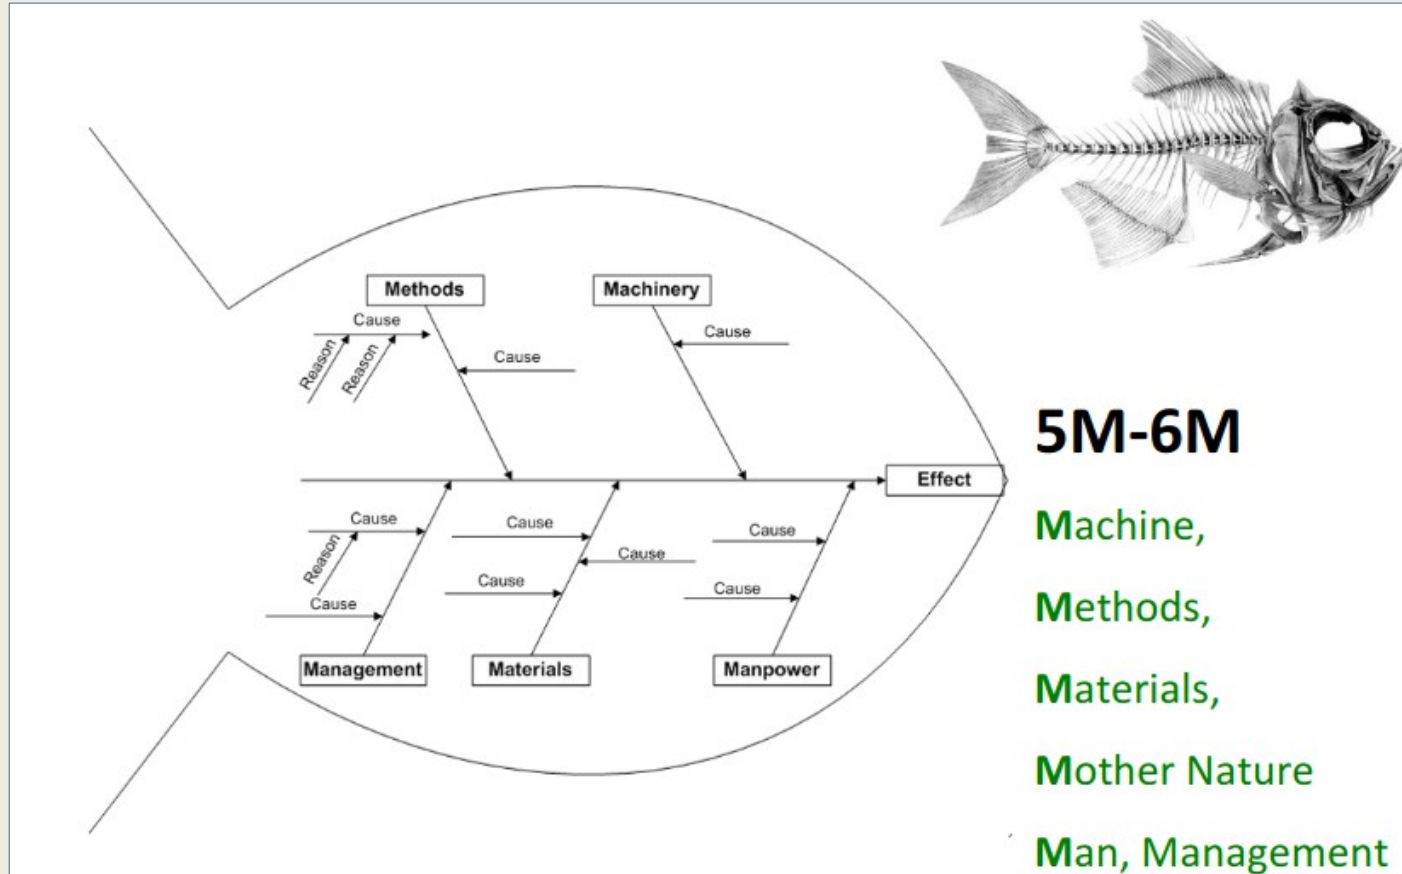 Methods
Machinery
Cause
Cause
Cause
Reason
Reason
Effect
Cause
Cause
Cause
Reason
Cause
Cause
Cause
Cause
Management
Materials
Manpower
5M-6M
Machine,
Methods,
Materials,
Mother Nature
Man, Management